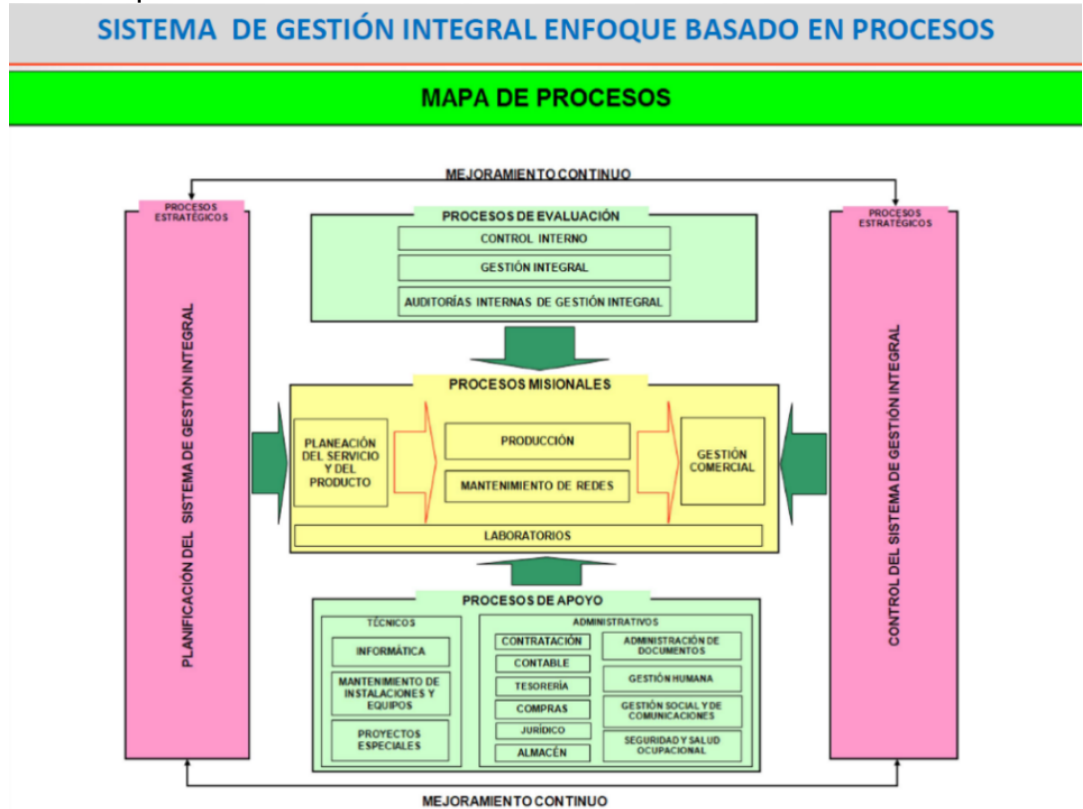 SISTEMA DE GESTIÓN INTEGRAL ENFOQUE BASADO EN PROCESOS
MAPA DE PROCESOS
MEJORAMIENTO CONTINUO
PROCESOS
ESTRATÉGICOS
PLANIFICACIÓN DEL SISTEMA DE GESTIÓN INTEGRAL
PROCESOS DE EVALUACIÓN
CONTROL INTERNO
GESTIÓN INTEGRAL
AUDITORÍAS INTERNAS DE GESTIÓN INTEGRAL
PROCESOS MISIONALES
PLANEACIÓN
DEL SERVICIO
Y DEL
PRODUCTO
PRODUCCIÓN
MANTENIMIENTO DE REDES
GESTIÓN
COMERCIAL
LABORATORIOS
PROCESOS DE APOYO
TÉCNICOS
INFORMÁTICA
MANTENIMIENTO DE
INSTALACIONES Y
EQUIPOS
PROYECTOS
ESPECIALES
ADMINISTRATIVOS
CONTRATACIÓN
CONTABLE
TESORERÍA
COMPRAS
JURÍDICO
ALMACÉN
ADMINISTRACIÓN DE
DOCUMENTOS
GESTIÓN HUMANA
GESTIÓN SOCIAL Y DE
COMUNICACIONES
SEGURIDAD Y SALUD
OCUPACIONAL
PROCESOS
ESTRATÉGICOS
CONTROL DEL SISTEMA DE GESTIÓN INTEGRAL
MEJORAMIENTO CONTINUO